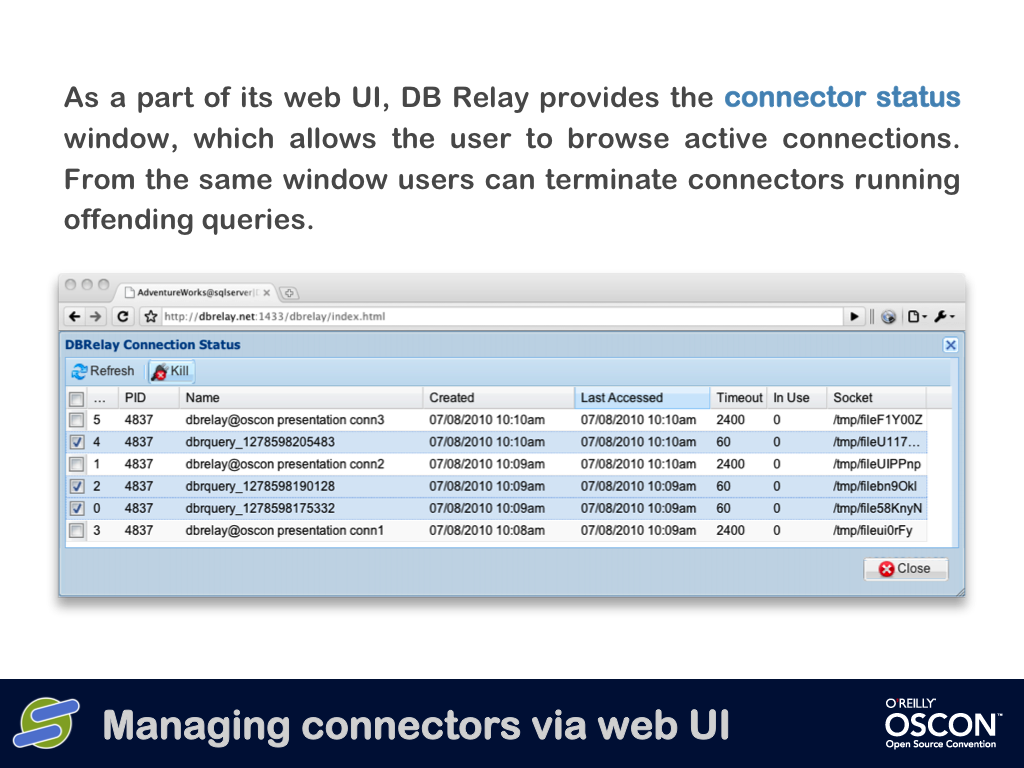 As a part of its web UI, DB Relay provides the connector status
window, which allows the user to browse active connections.
From the same window users can terminate connectors running
offending queries.
AdventureWorks@sqlserver|
http://dbrelay.net:1433/dbrelay/index.html
DBRelay Connection Status
Refresh Kill
... PID Name Created Last Accessed Timeout In Use Socket
5 4837 dbrelay@oscon presentation conn3 07/08/2010 10:10am 07/08/2010 10:10am 2400 0 /tmp/fileF1Y00Z
4 4837 dbrquery_1278598205483 07/08/2010 10:10am 07/08/2010 10:10am 60 0 /tmp/fileU117...
1 4837 dbrelay@oscon presentation conn2 07/08/2010 10:09am 07/08/2010 10:10am 2400 0 /tmp/fileUIPPnp
2 4837 dbrquery_1278598190128 07/08/2010 10:09am 07/08/2010 10:09am 60 0 /tmp/filebn9Okl
0 4837 dbrquery_1278598175332 07/08/2010 10:09am 07/08/2010 10:09am 60 0 /tmp/file58KnyN
3 4837 dbrelay@oscon presentation conn1 07/08/2010 10:08am 07/08/2010 10:09am 2400 0 /tmp/fileui0rFy
Close
Managing connectors via web UI
O'REILLY
OSCON™
Open Source Convention